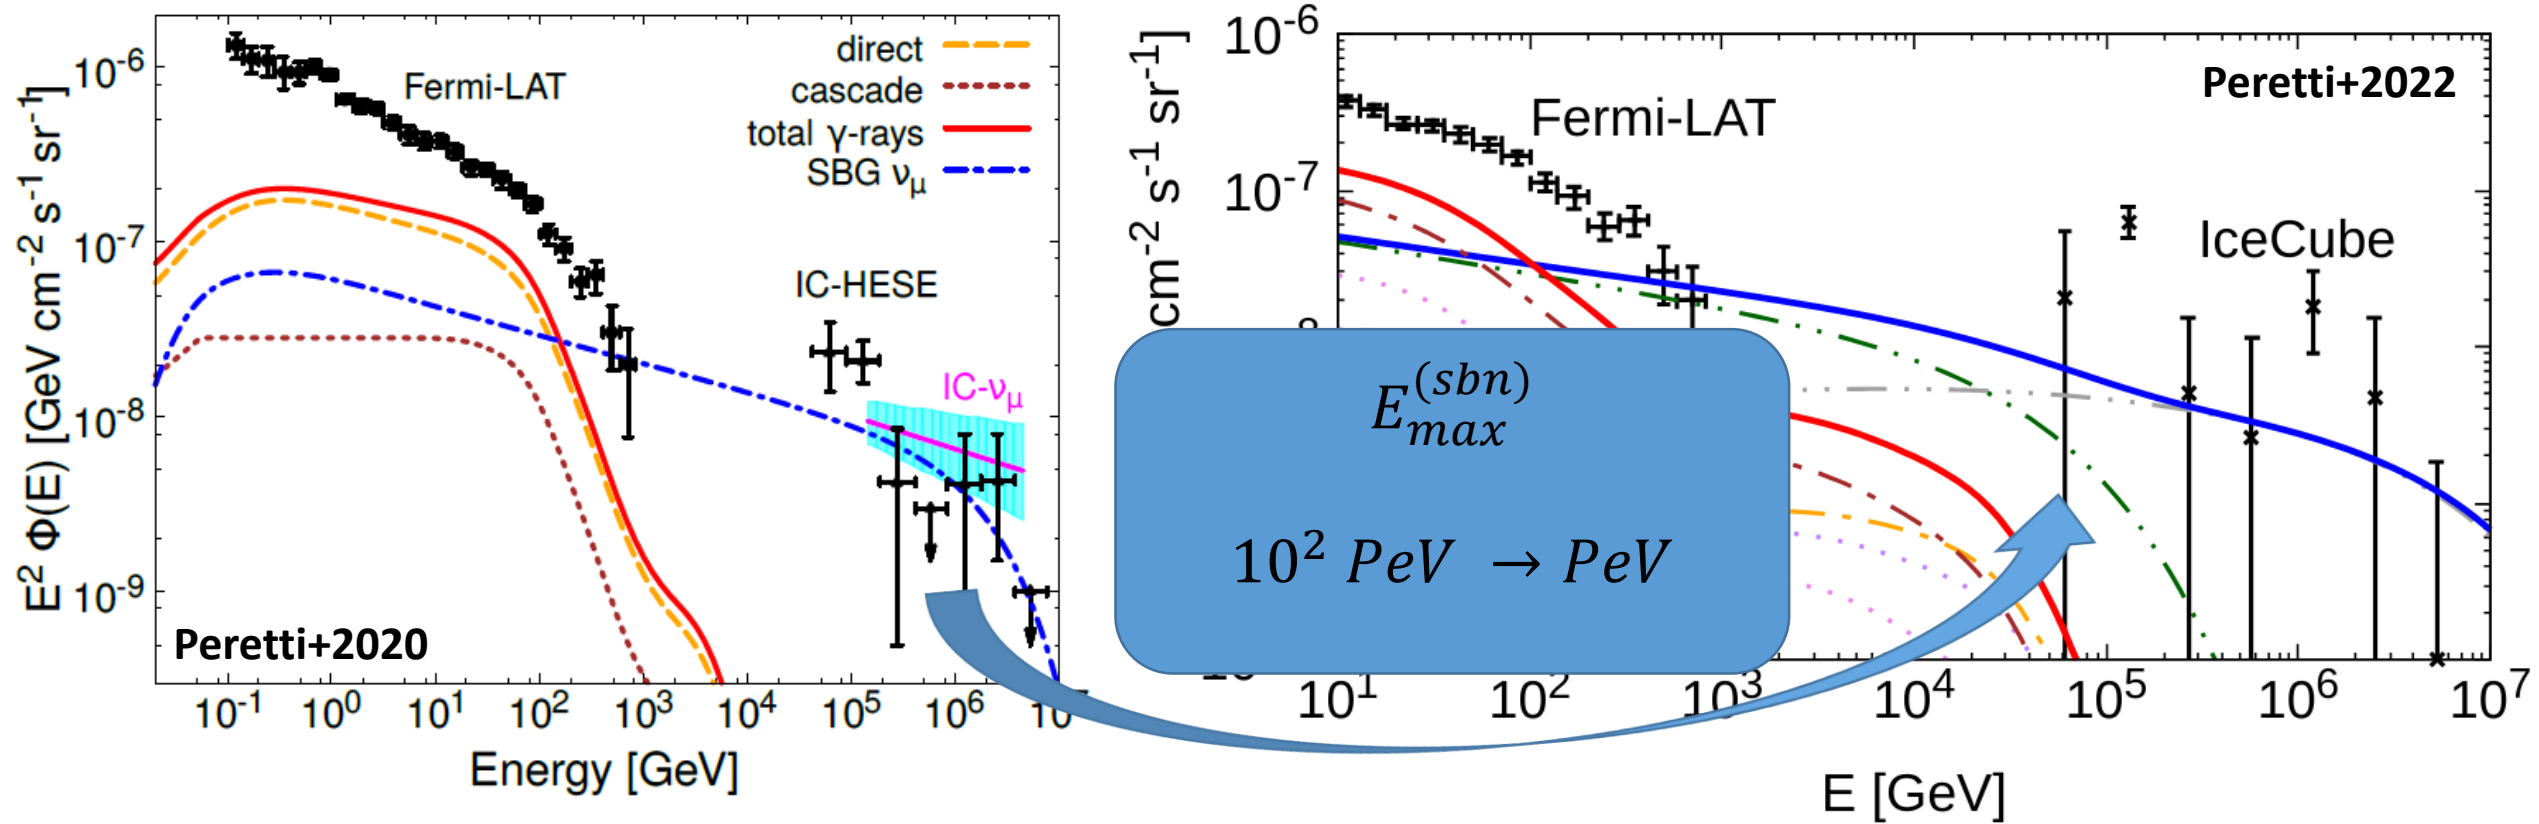 direct
cascade
total γ-rays
SBG νμ
Fermi-LAT
IC-HESE
IC-νμ
Peretti+2020
E² Φ(E) [GeV cm⁻² s⁻¹ sr⁻¹]
10⁻⁶
10⁻⁷
10⁻⁸
10⁻⁹
10⁻¹ 10⁰ 10¹ 10² 10³ 10⁴ 10⁵ 10⁶
Energy [GeV]
Peretti+2022
Fermi-LAT
IceCube
cm⁻² s⁻¹ sr⁻¹]
10⁻⁶
10⁻⁷
E_max^(sbn)
10² PeV → PeV
10¹ 10² 10³ 10⁴ 10⁵ 10⁶ 10⁷
E [GeV]